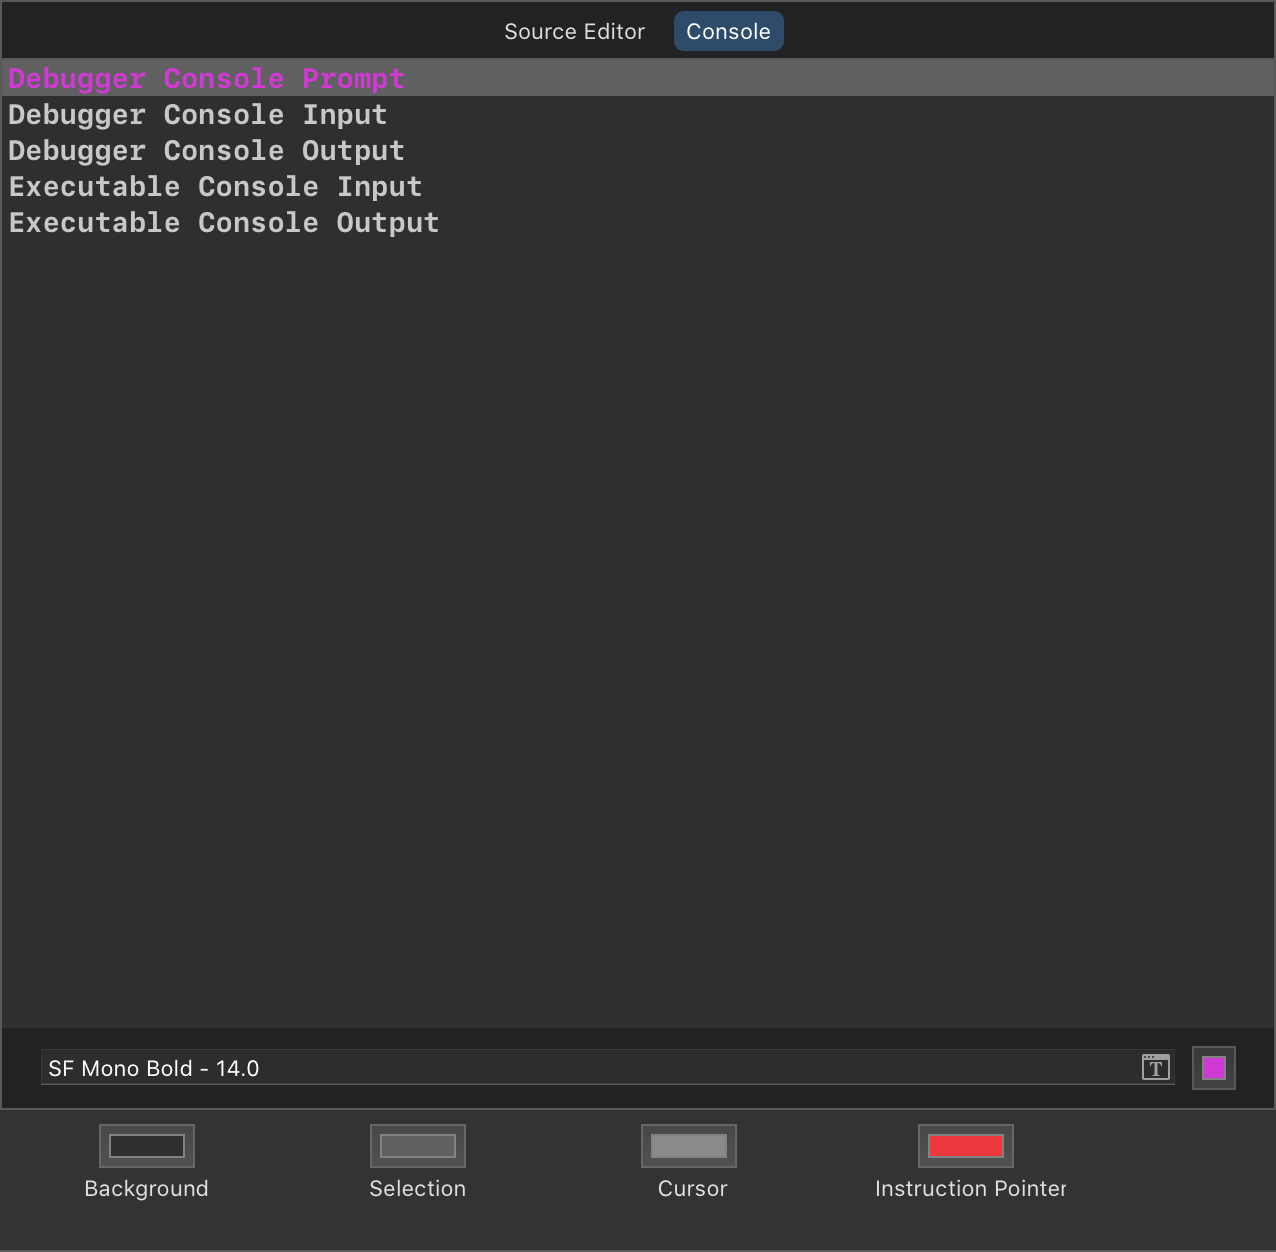 Source Editor Console
Debugger Console Prompt
Debugger Console Input
Debugger Console Output
Executable Console Input
Executable Console Output
SF Mono Bold - 14.0
Background Selection Cursor Instruction Pointer